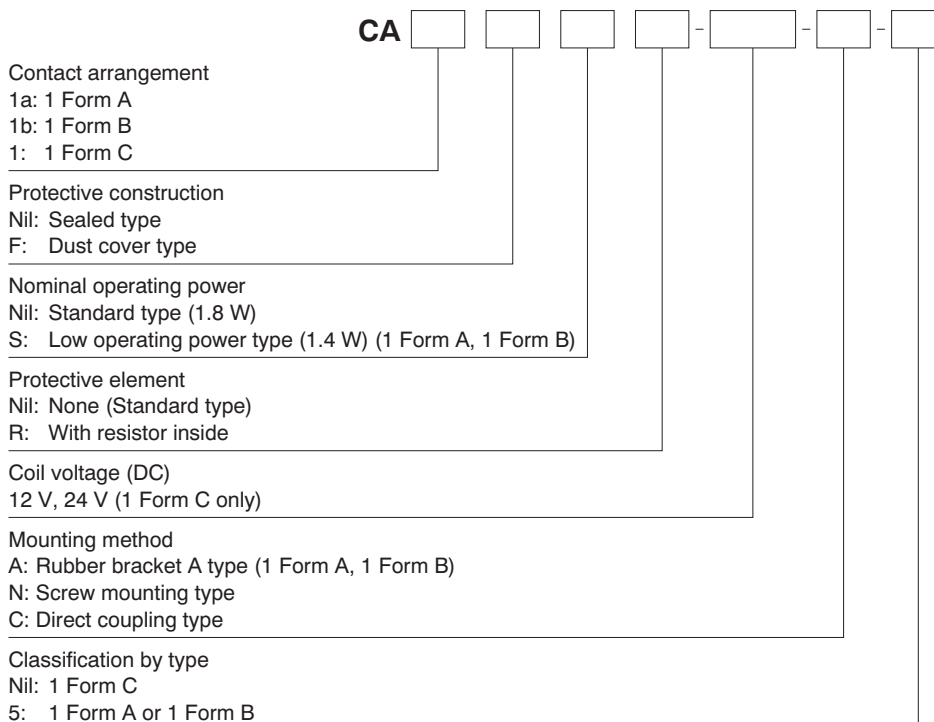 CA - - -
Contact arrangement
1a: 1 Form A
1b: 1 Form B
1: 1 Form C
Protective construction
Nil: Sealed type
F: Dust cover type
Nominal operating power
Nil: Standard type (1.8 W)
S: Low operating power type (1.4 W) (1 Form A, 1 Form B)
Protective element
Nil: None (Standard type)
R: With resistor inside
Coil voltage (DC)
12 V, 24 V (1 Form C only)
Mounting method
A: Rubber bracket A type (1 Form A, 1 Form B)
N: Screw mounting type
C: Direct coupling type
Classification by type
Nil: 1 Form C
5: 1 Form A or 1 Form B